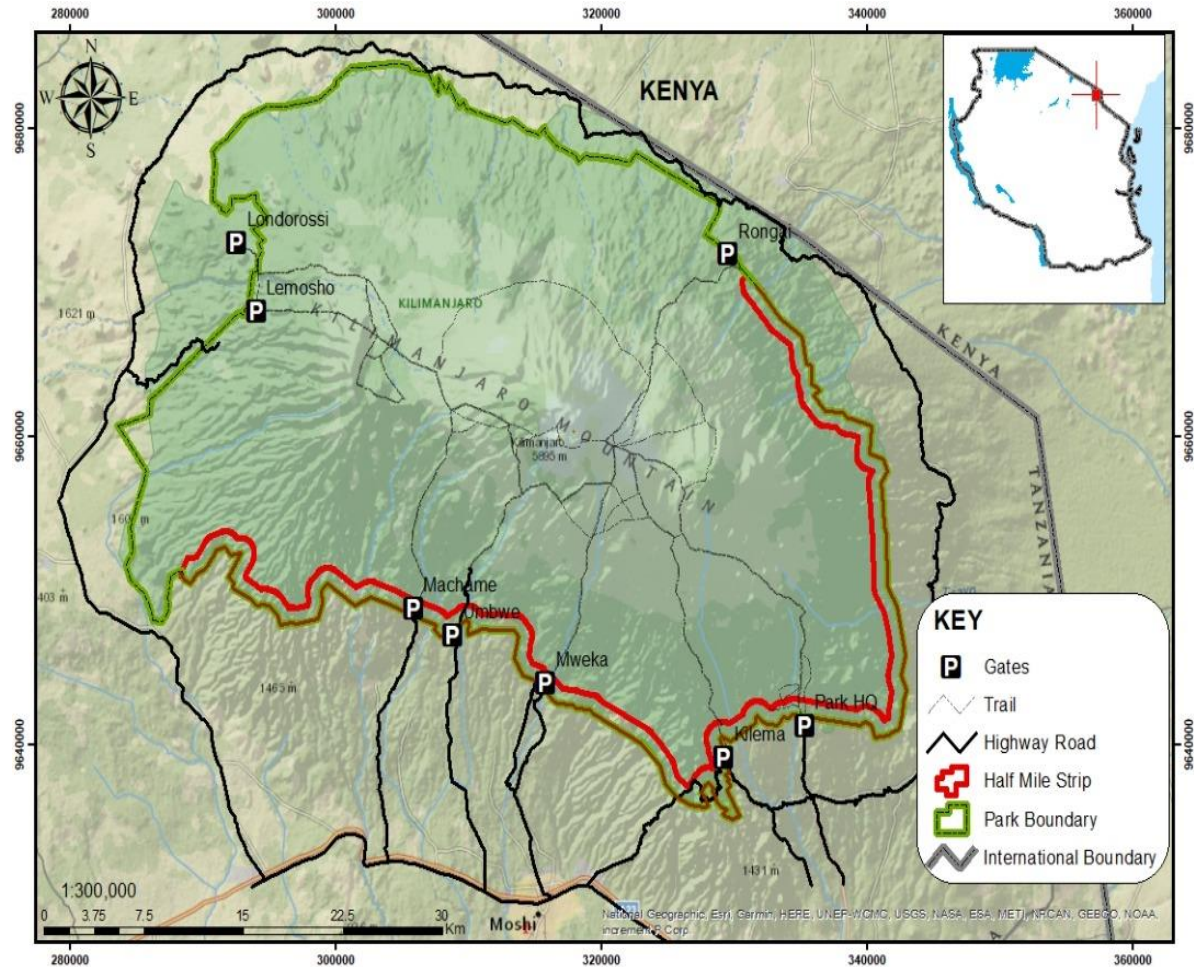 280000 300000 320000 340000 360000
N
W E
S
KENYA
9680000 9680000
Londorossi
Rongai
Lemosho
KILIMANJARO
1621 m
KILIMANJARO MOUNTAIN
KENYA
TANZANIA
9660000 9660000
Kilimanjaro
5895 m
Machame
Umbwe
Mweka
1465 m
Park HQ
Kilema
9640000 9640000
1431 m
KEY
Gates
Trail
Highway Road
Half Mile Strip
Park Boundary
International Boundary
1:300,000
0 3.75 7.5 15 22.5 30
Km
Moshi
National Geographic, Esri, Garmin, HERE, UNEP-WCMC, USGS, NASA, ESA, METI, NRCAN, GEBCO, NOAA,
increment P Corp.
280000 300000 320000 340000 360000